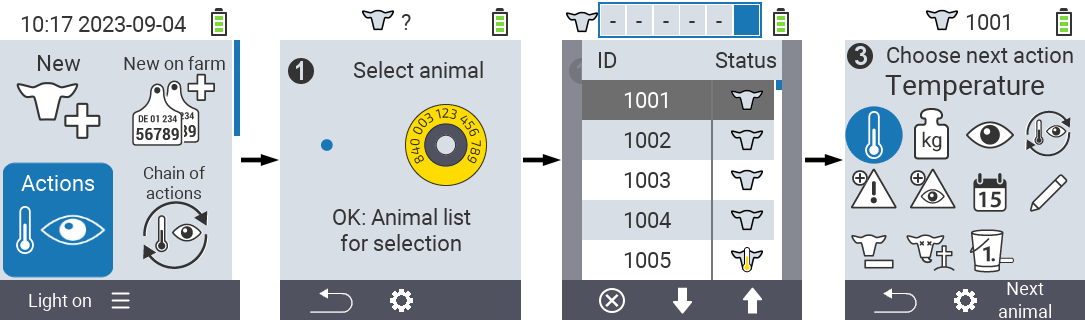 10:17 2023-09-04
New
New on farm
DE 01 234
56789
39
Actions
Chain of
actions
Light on
?
1
Select animal
840 003 123 456 789
OK: Animal list
for selection
- - - - -
ID Status
1001
1002
1003
1004
1005
1001
3 Choose next action
Temperature
kg
15
1.
Next
animal